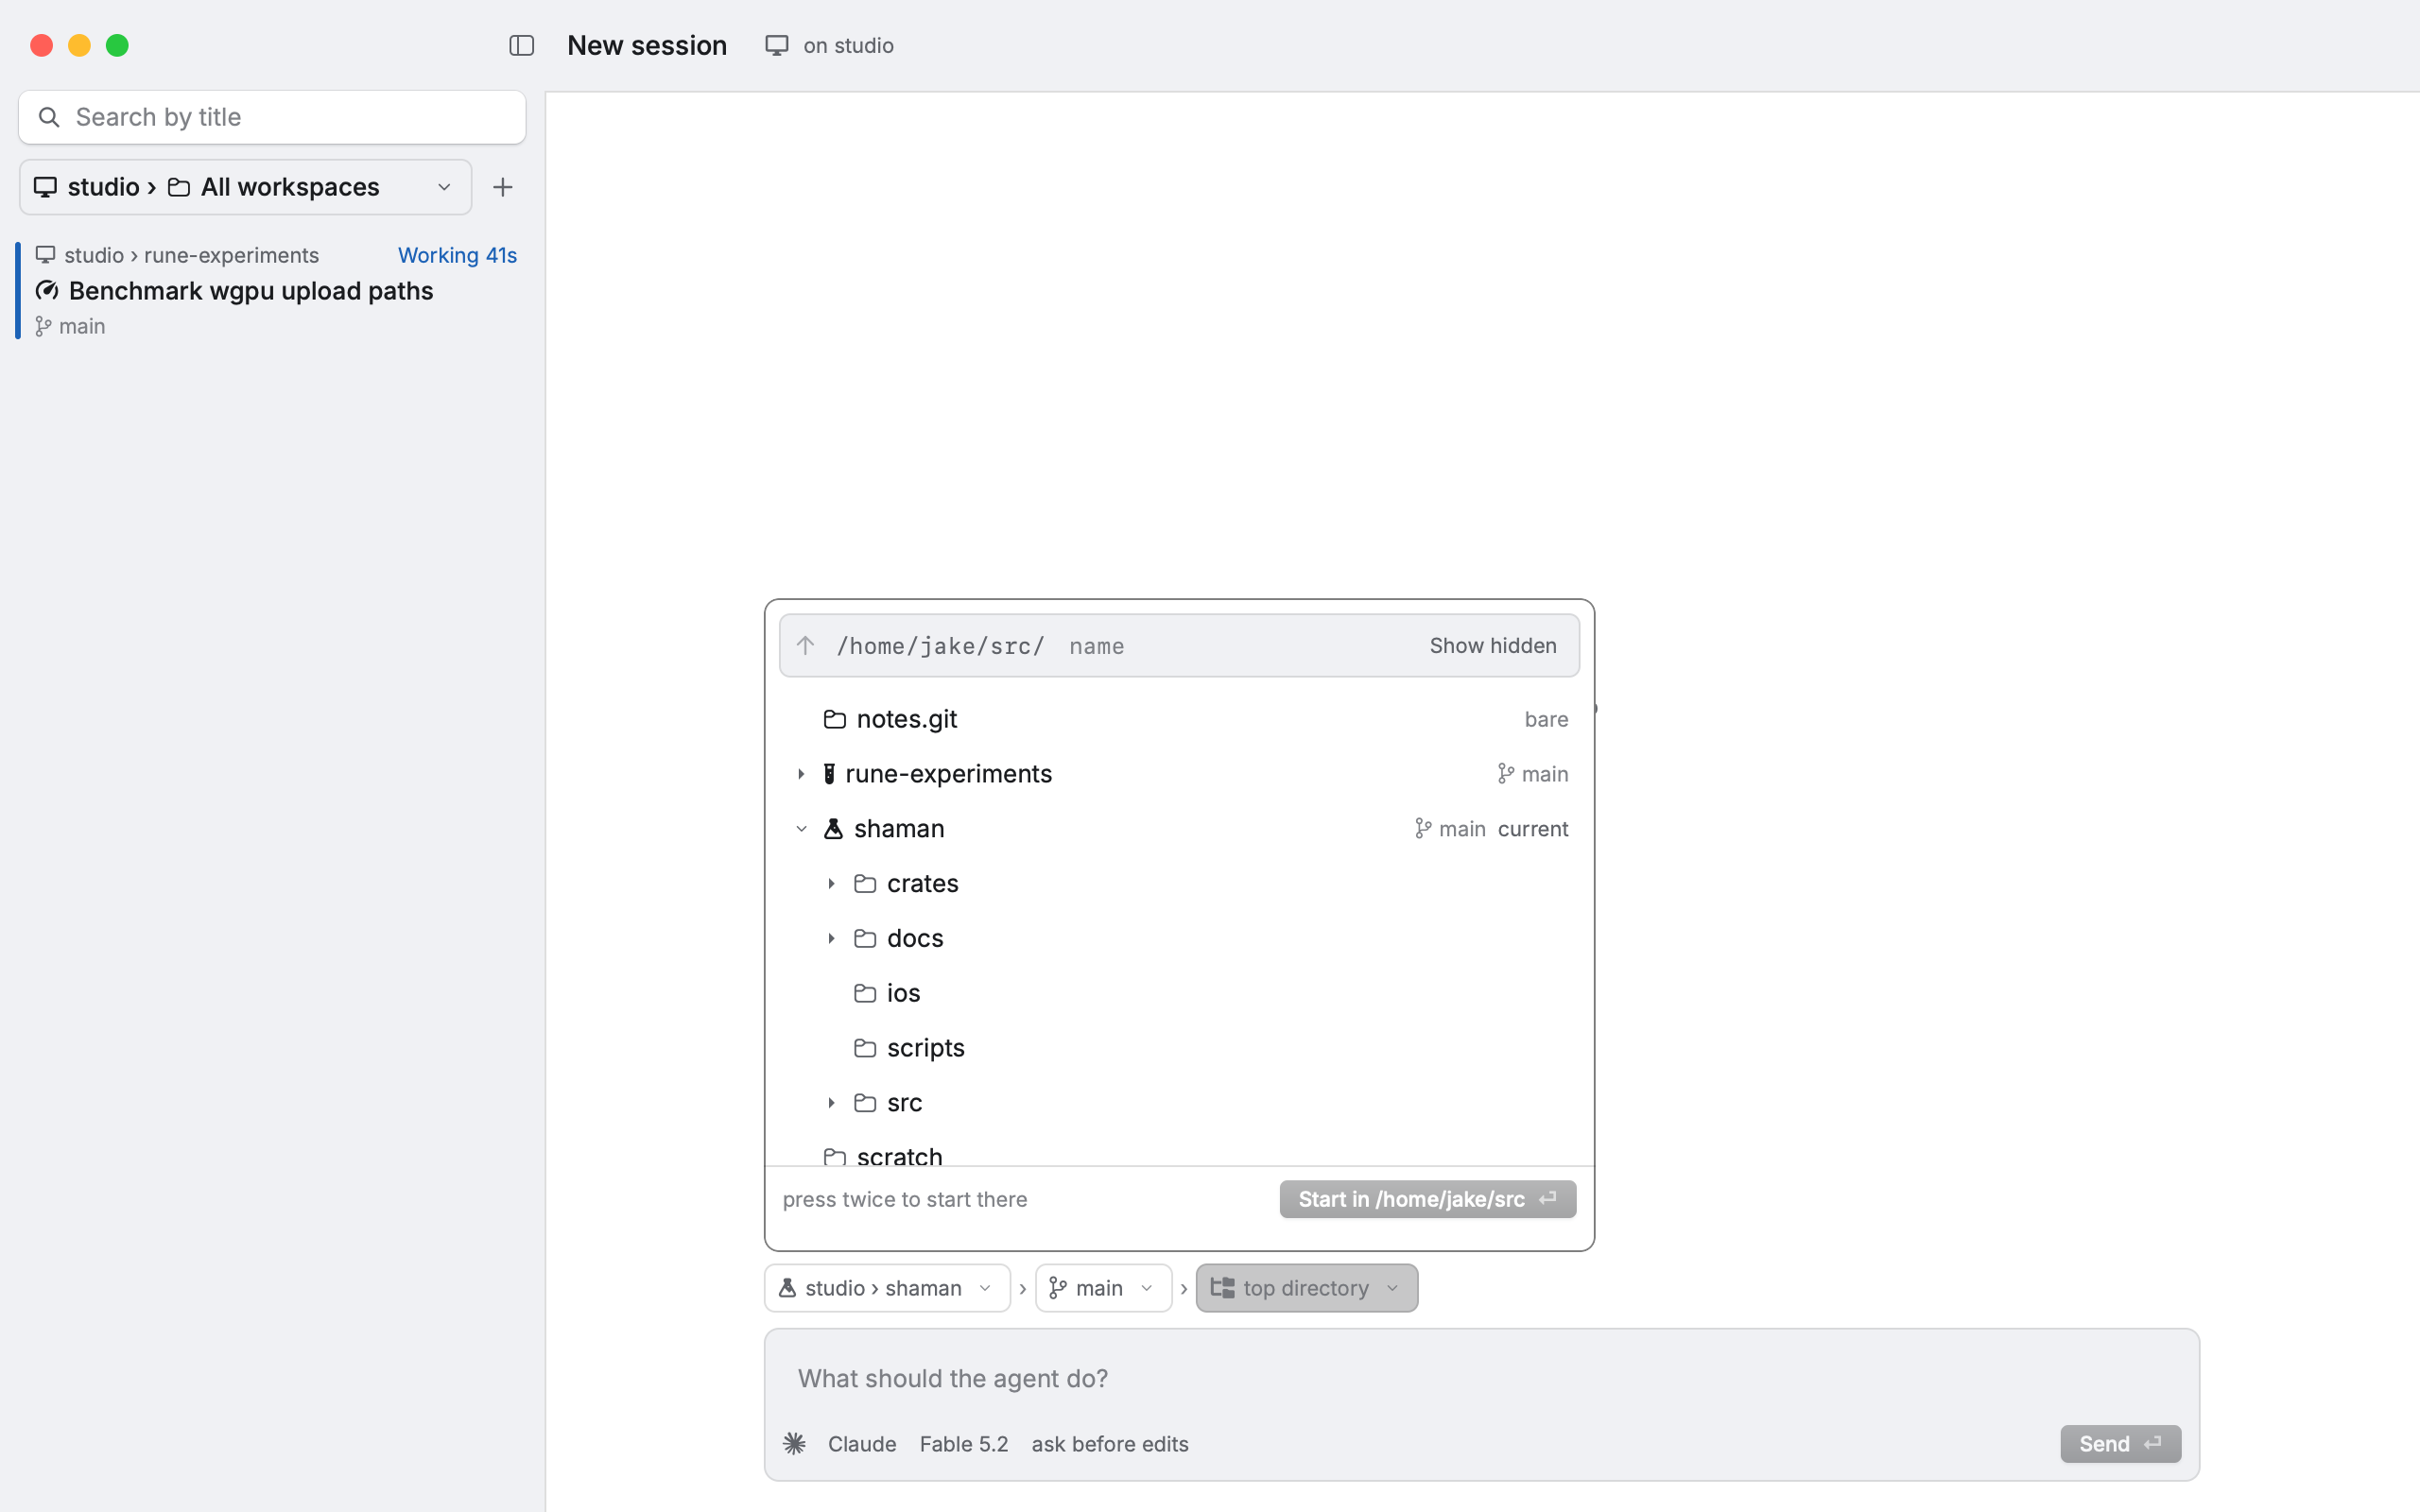 New session on studio
Search by title
studio › All workspaces
studio › rune-experiments Working 41s
Benchmark wgpu upload paths
main
/home/jake/src/ name Show hidden
notes.git bare
rune-experiments main
shaman main current
crates
docs
ios
scripts
src
scratch
press twice to start there Start in /home/jake/src
studio › shaman › main › top directory
What should the agent do?
Claude Fable 5.2 ask before edits Send